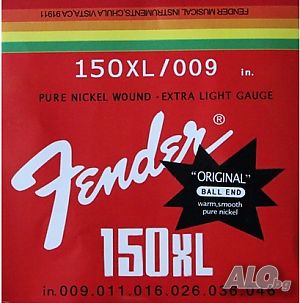 FENDER MUSICAL INSTRUMENTS, CHULA VISTA, CA 91911
150XL/009 in.
PURE NICKEL WOUND - EXTRA LIGHT GAUGE
Fender®
"ORIGINAL"
BALL END
warm, smooth
pure nickel
150XL
in.009.011.016.026.036.046
ALO.bg